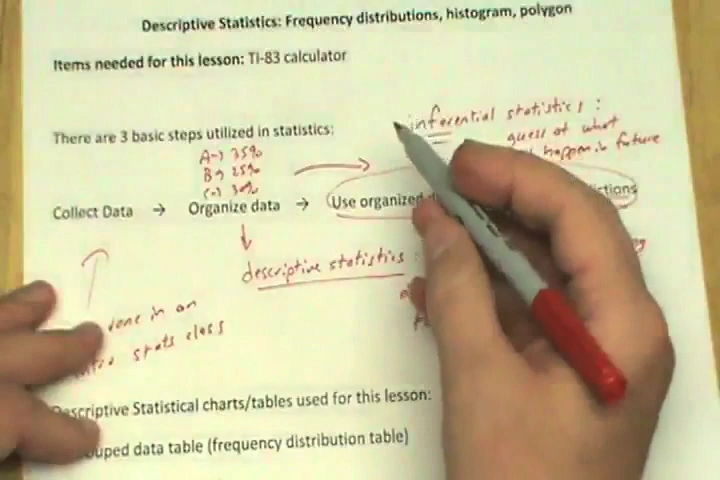 Descriptive Statistics: Frequency distributions, histogram, polygon
Items needed for this lesson: TI-83 calculator
inferential statistics :
guess at what
happen in future
There are 3 basic steps utilized in statistics:
A-> 35%
B-> 25%
C-> 30%
Collect Data → Organize data → Use organized
descriptive statistics
in an
stats class
Descriptive Statistical charts/tables used for this lesson:
data table (frequency distribution table)